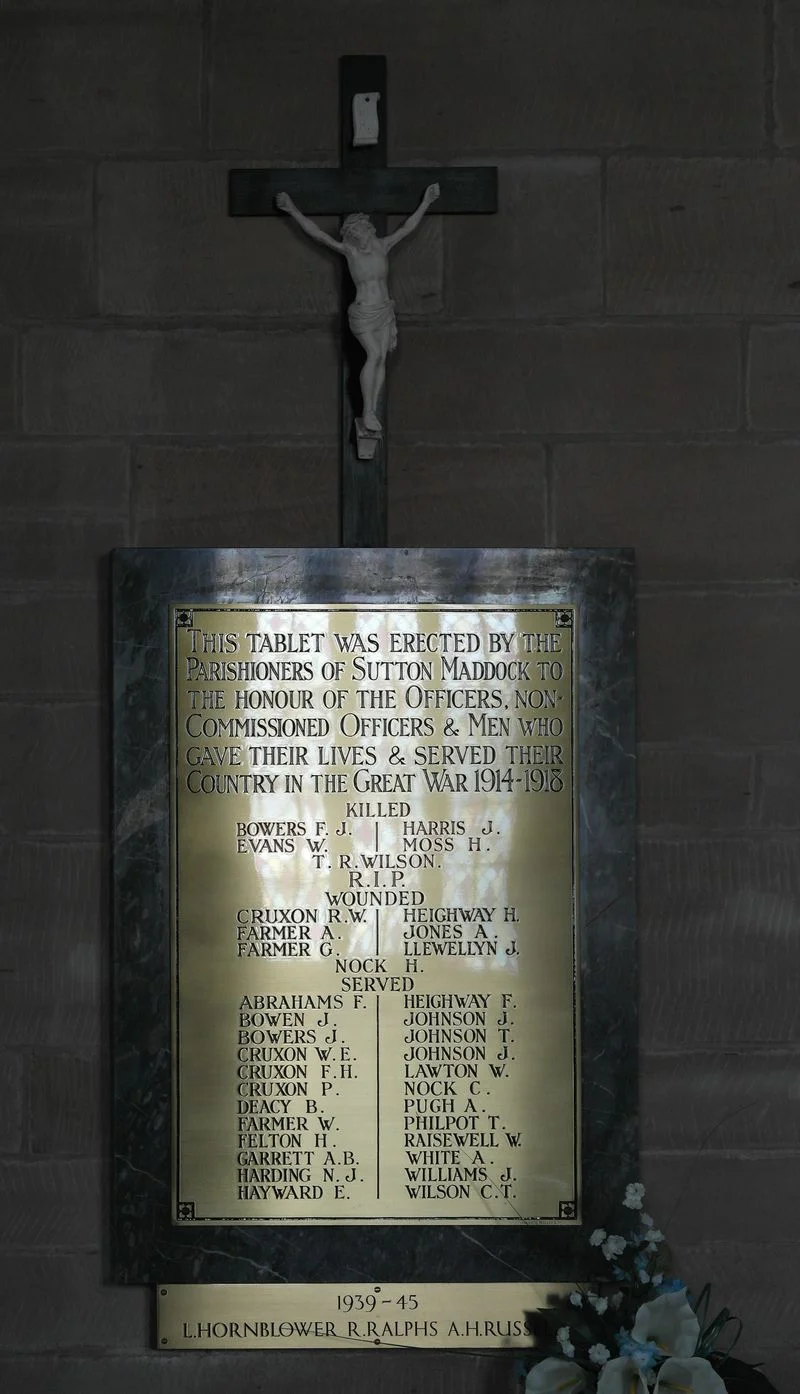 THIS TABLET WAS ERECTED BY THE
PARISHIONERS OF SUTTON MADDOCK TO
THE HONOUR OF THE OFFICERS, NON-
COMMISSIONED OFFICERS & MEN WHO
GAVE THEIR LIVES & SERVED THEIR
COUNTRY IN THE GREAT WAR 1914-1918
KILLED
BOWERS F. J. HARRIS J.
EVANS W. MOSS H.
T. R. WILSON.
R.I.P.
WOUNDED
CRUXON R.W. HEIGHWAY H.
FARMER A. JONES A.
FARMER G. LLEWELLYN J.
NOCK H.
SERVED
ABRAHAMS F. HEIGHWAY F.
BOWEN J. JOHNSON J.
BOWERS J. JOHNSON T.
CRUXON W.E. JOHNSON J.
CRUXON F.H. LAWTON W.
CRUXON P. NOCK C.
DEACY B. PUGH A.
FARMER W. PHILPOT T.
FELTON H. RAISEWELL W.
GARRETT A.B. WHITE A.
HARDING N.J. WILLIAMS J.
HAYWARD E. WILSON C.T.
1939-45
L.HORNBLOWER R.RALPHS A.H.